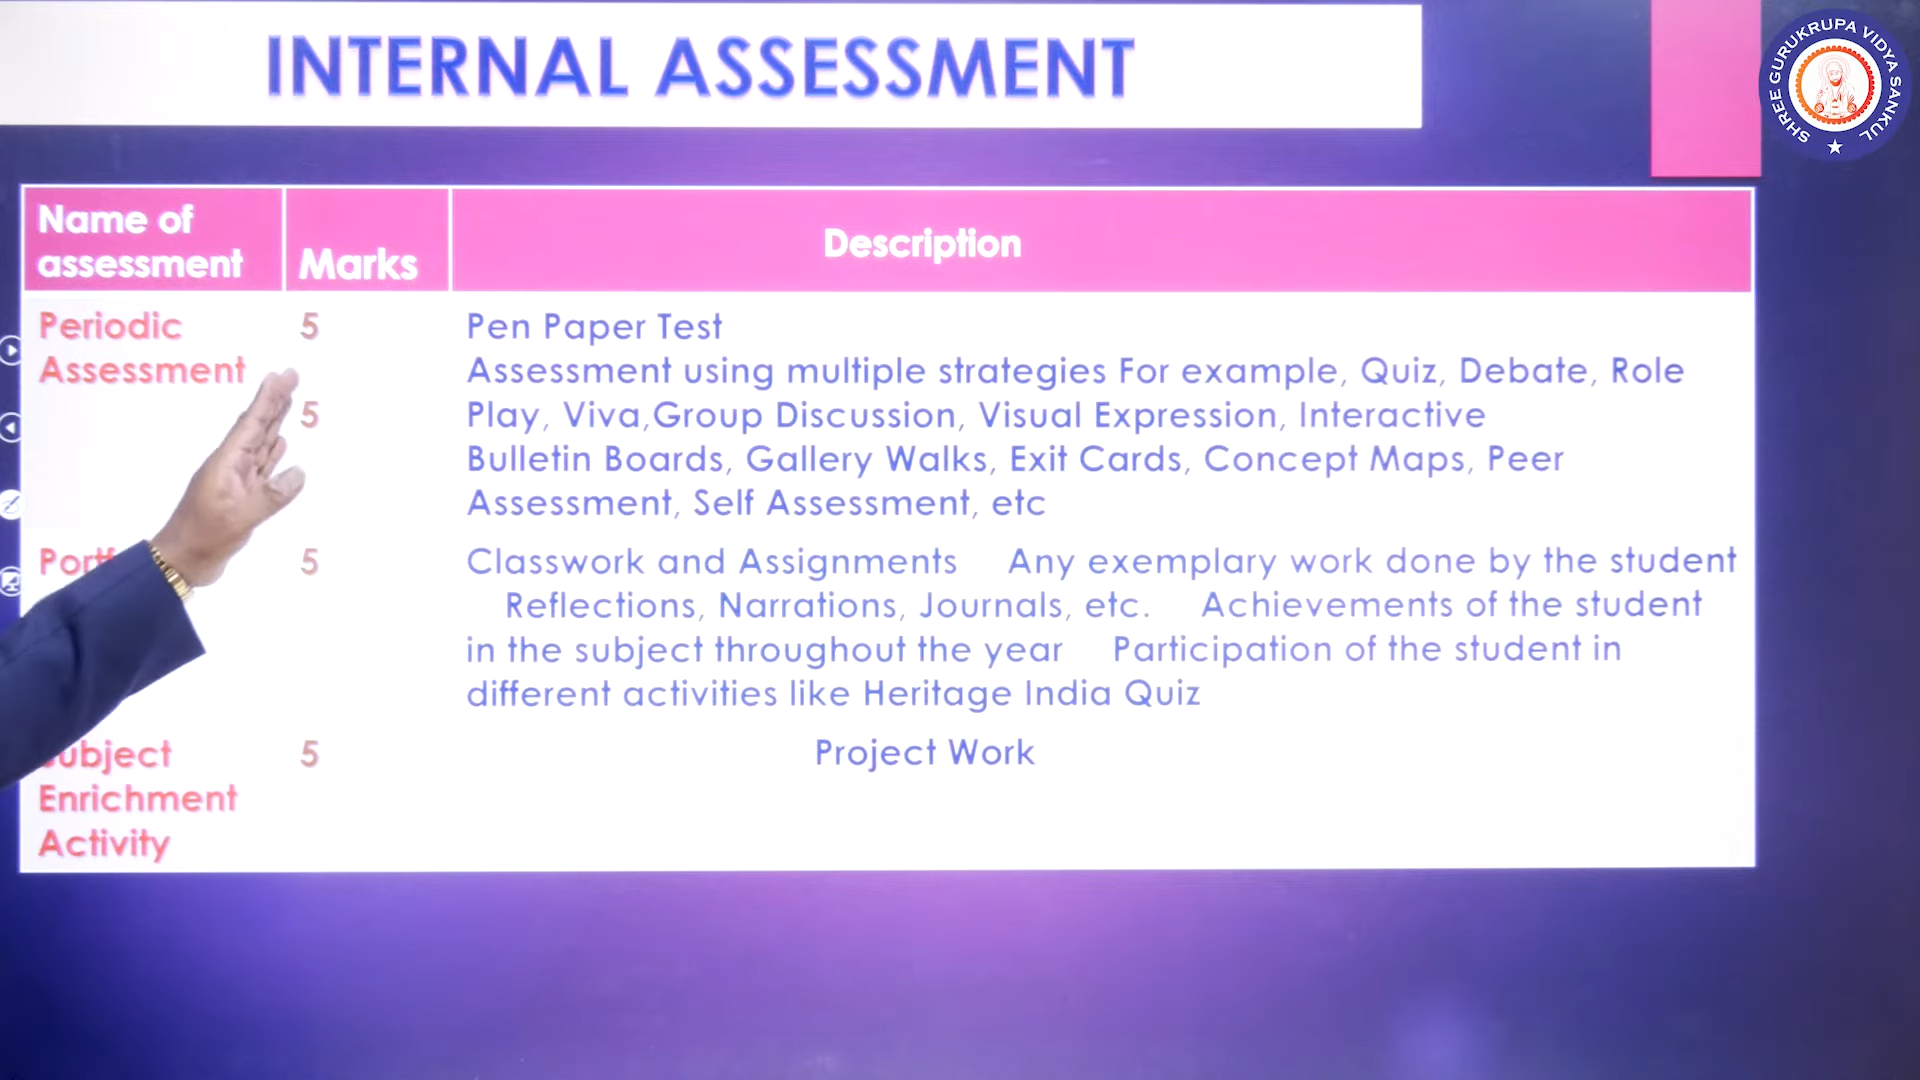 INTERNAL ASSESSMENT
SHREE GURUKRUPA VIDYA SANKUL
Name of
assessment
Marks
Description
Periodic
Assessment
5
Pen Paper Test
5
Assessment using multiple strategies For example, Quiz, Debate, Role
Play, Viva,Group Discussion, Visual Expression, Interactive
Bulletin Boards, Gallery Walks, Exit Cards, Concept Maps, Peer
Assessment, Self Assessment, etc
5
Classwork and Assignments Any exemplary work done by the student
Reflections, Narrations, Journals, etc. Achievements of the student
in the subject throughout the year Participation of the student in
different activities like Heritage India Quiz
ubject
Enrichment
Activity
5
Project Work